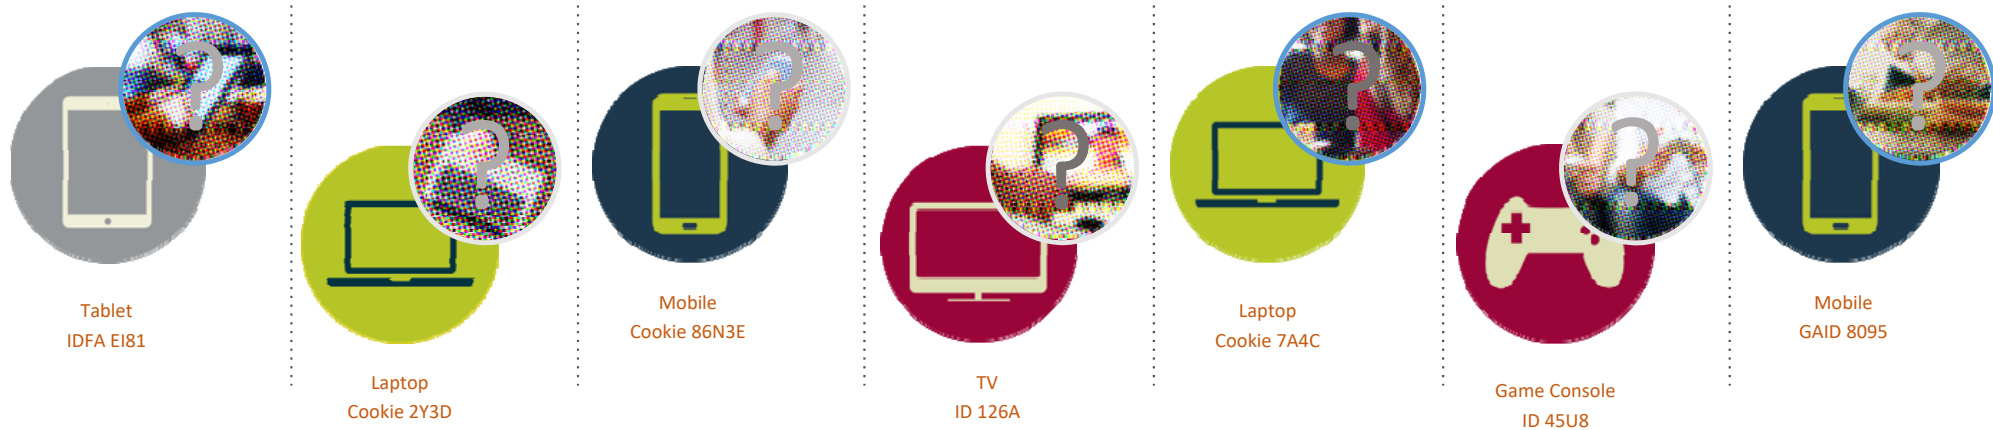 Tablet
IDFA EI81
Laptop
Cookie 2Y3D
Mobile
Cookie 86N3E
TV
ID 126A
Laptop
Cookie 7A4C
Game Console
ID 45U8
Mobile
GAID 8095
?
?
?
?
?
?
?